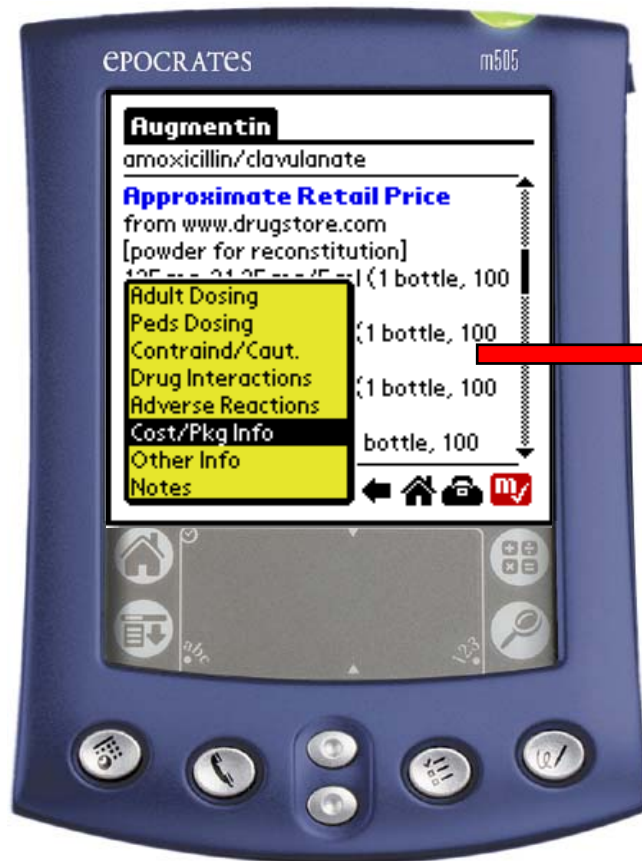 ePOCRATES m505
Augmentin
amoxicillin/clavulanate
Approximate Retail Price
from www.drugstore.com
[powder for reconstitution]
(1 bottle, 100
Adult Dosing
Peds Dosing
(1 bottle, 100
Contraind/Caut.
Drug Interactions
(1 bottle, 100
Adverse Reactions
Cost/Pkg Info
bottle, 100
Other Info
Notes
abc 123